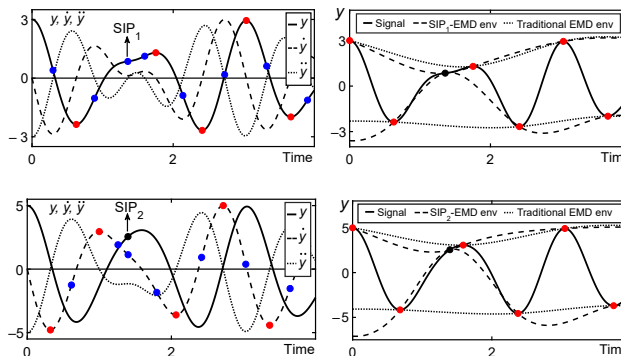 y, ẏ, ÿ
SIP1
y
ẏ
ÿ
3
0
−3
0
2
Time
y
Signal
SIP1-EMD env
Traditional EMD env
3
0
−3
0
2
Time
y, ẏ, ÿ
SIP2
y
ẏ
ÿ
5
0
−5
0
2
Time
y
Signal
SIP2-EMD env
Traditional EMD env
5
0
−5
0
2
Time